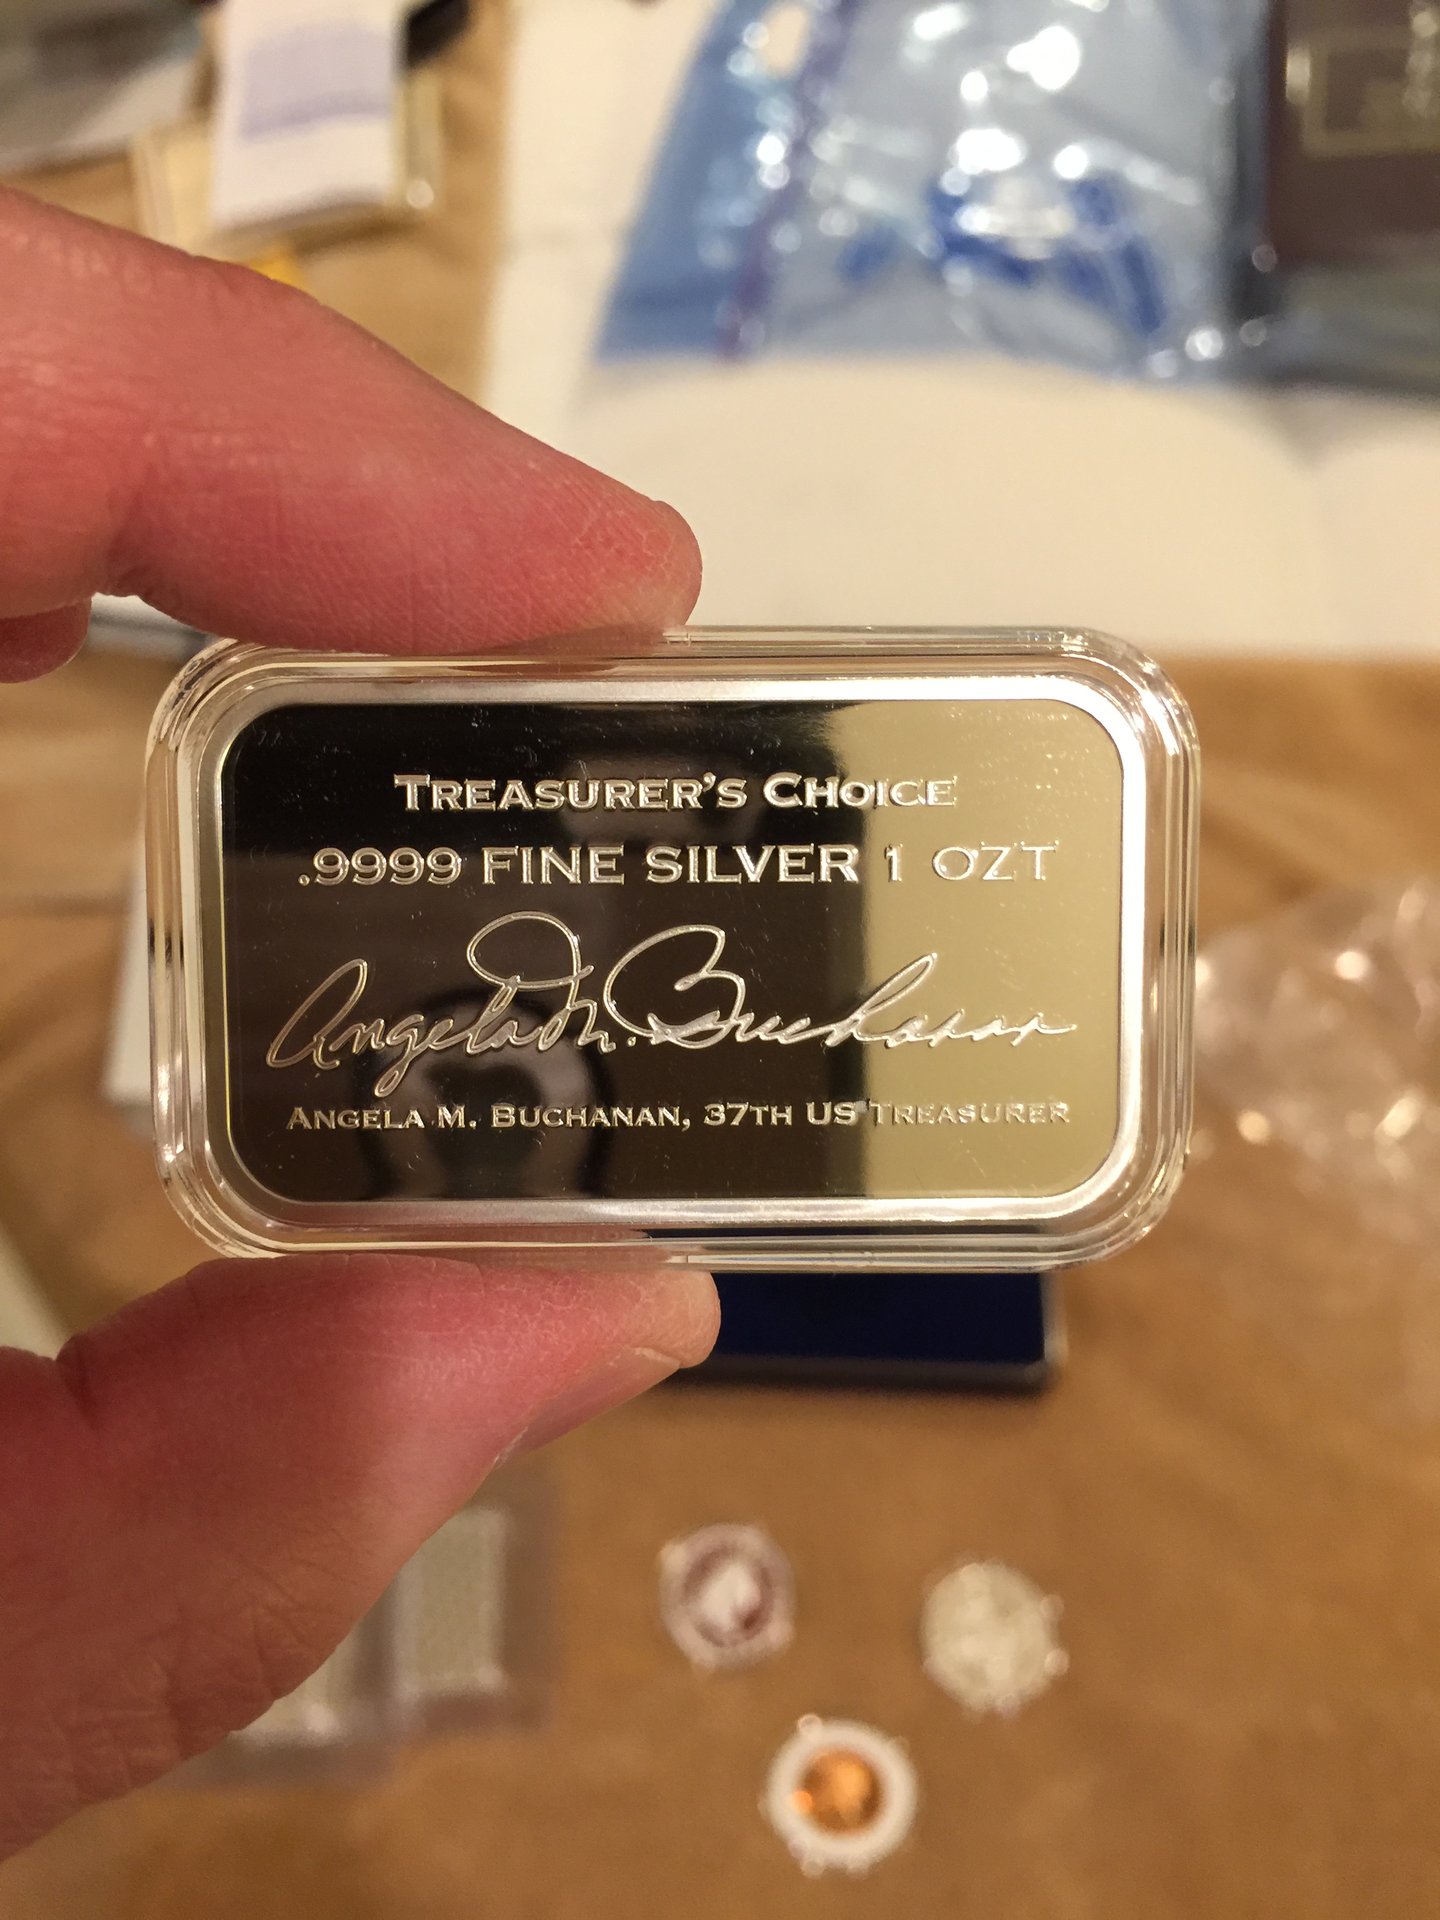 Treasurer's Choice
.9999 FINE SILVER 1 OZT
Angela M. Buchanan
Angela M. Buchanan, 37th US Treasurer